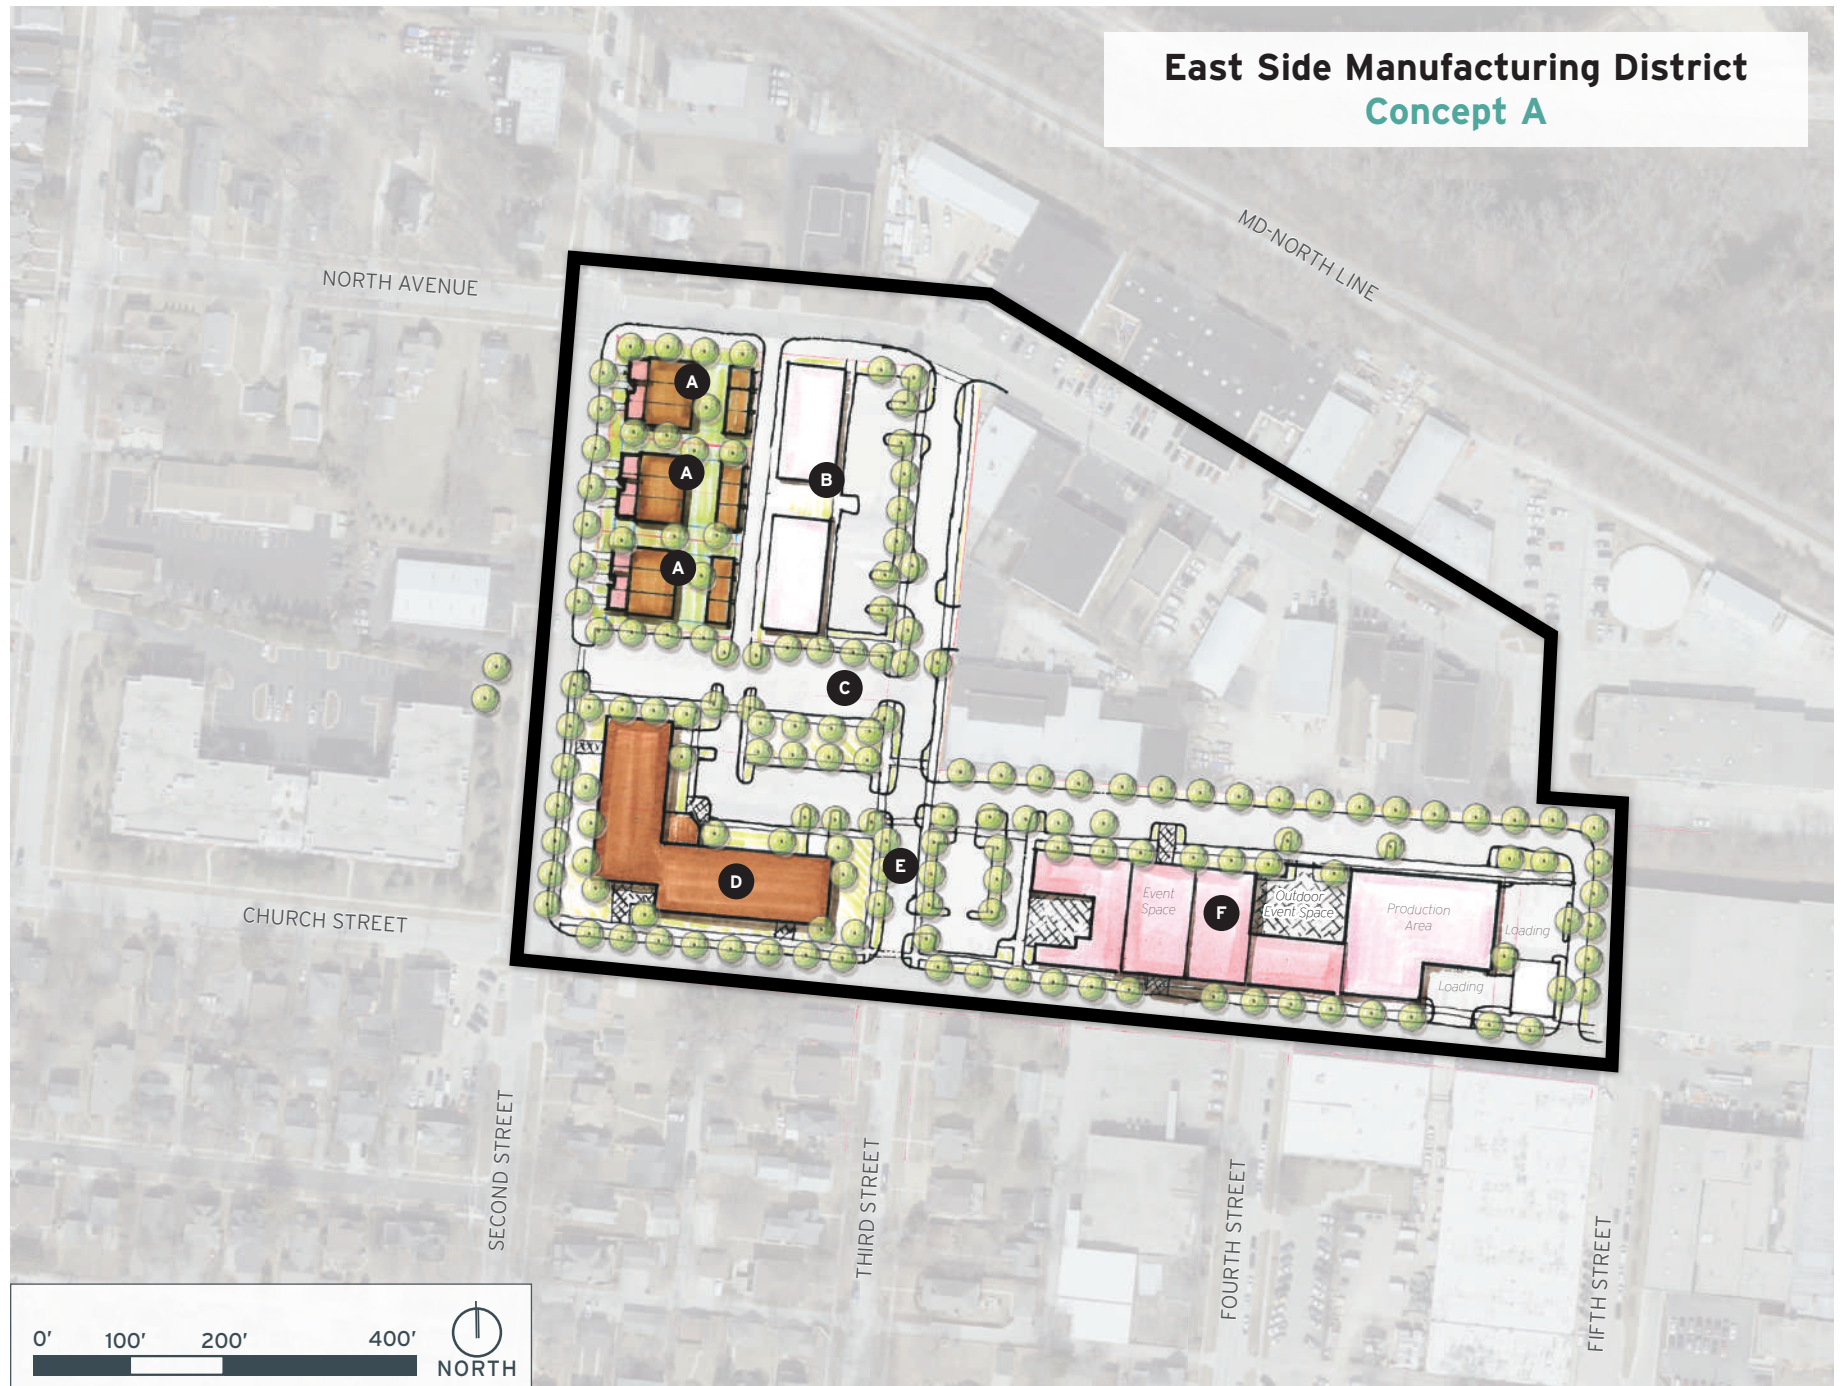 East Side Manufacturing District
Concept A
MD-NORTH LINE
NORTH AVENUE
A
A
B
A
C
E
D
Event
Space
F
Outdoor
Event Space
Production
Area
Loading
Loading
CHURCH STREET
SECOND STREET
THIRD STREET
FOURTH STREET
FIFTH STREET
0' 100' 200' 400'
NORTH